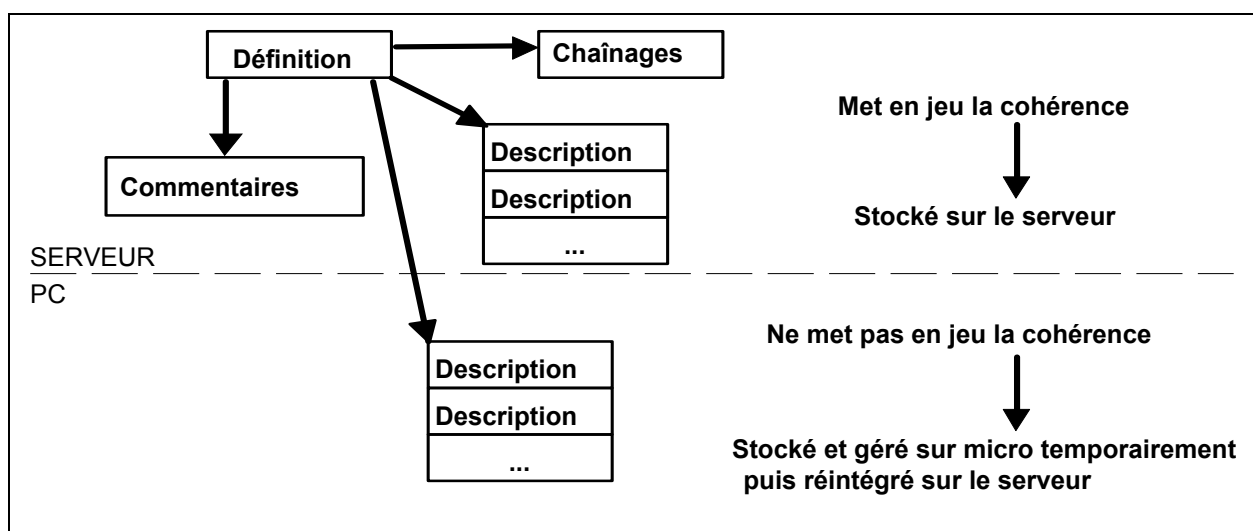 Définition
Chaînages
Commentaires
Description
Description
...
Met en jeu la cohérence
Stocké sur le serveur
SERVEUR
PC
Description
Description
...
Ne met pas en jeu la cohérence
Stocké et géré sur micro temporairement
puis réintégré sur le serveur